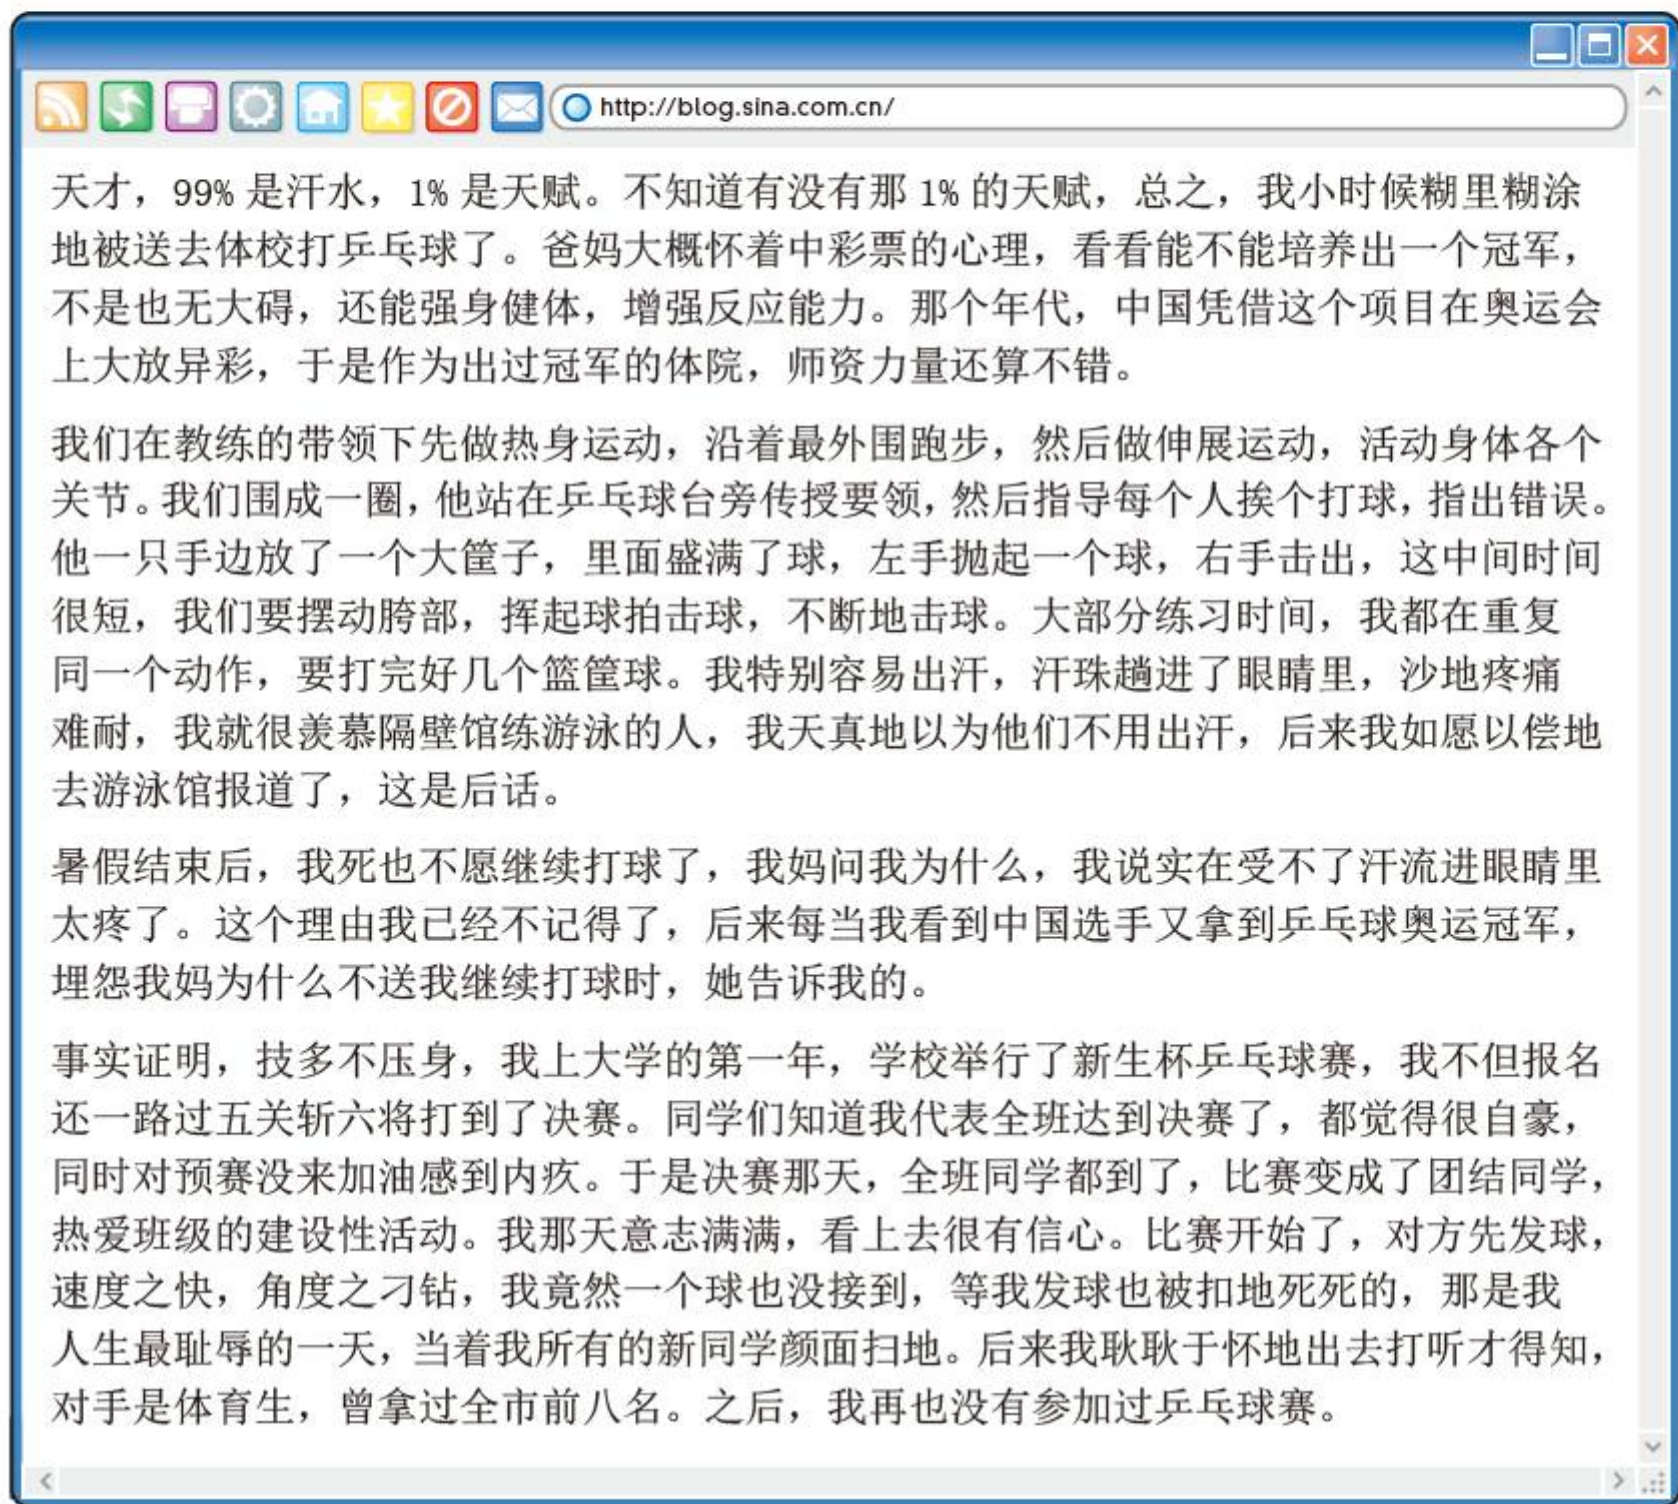 http://blog.sina.com.cn/
天才，99% 是汗水，1% 是天赋。不知道有没有那 1% 的天赋，总之，我小时候糊里糊涂
地被送去体校打乒乓球了。爸妈大概怀着中彩票的心理，看看能不能培养出一个冠军，
不是也无大碍，还能强身健体，增强反应能力。那个年代，中国凭借这个项目在奥运会
上大放异彩，于是作为出过冠军的体院，师资力量还算不错。
我们在教练的带领下先做热身运动，沿着最外围跑步，然后做伸展运动，活动身体各个
关节。我们围成一圈，他站在乒乓球台旁传授要领，然后指导每个人挨个打球，指出错误。
他一只手边放了一个大筐子，里面盛满了球，左手抛起一个球，右手击出，这中间时间
很短，我们要摆动胯部，挥起球拍击球，不断地击球。大部分练习时间，我都在重复
同一个动作，要打完好几个篮筐球。我特别容易出汗，汗珠趟进了眼睛里，沙地疼痛
难耐，我就很羡慕隔壁馆练游泳的人，我天真地以为他们不用出汗，后来我如愿以偿地
去游泳馆报道了，这是后话。
暑假结束后，我死也不愿继续打球了，我妈问我为什么，我说实在受不了汗流进眼睛里
太疼了。这个理由我已经不记得了，后来每当我看到中国选手又拿到乒乓球奥运冠军，
埋怨我妈为什么不送我继续打球时，她告诉我的。
事实证明，技多不压身，我上大学的第一年，学校举行了新生杯乒乓球赛，我不但报名
还一路过五关斩六将打到了决赛。同学们知道我代表全班达到决赛了，都觉得很自豪，
同时对预赛没来加油感到内疚。于是决赛那天，全班同学都到了，比赛变成了团结同学，
热爱班级的建设性活动。我那天意志满满，看上去很有信心。比赛开始了，对方先发球，
速度之快，角度之刁钻，我竟然一个球也没接到，等我发球也被扣地死死的，那是我
人生最耻辱的一天，当着我所有的新同学颜面扫地。后来我耿耿于怀地出去打听才得知，
对手是体育生，曾拿过全市前八名。之后，我再也没有参加过乒乓球赛。